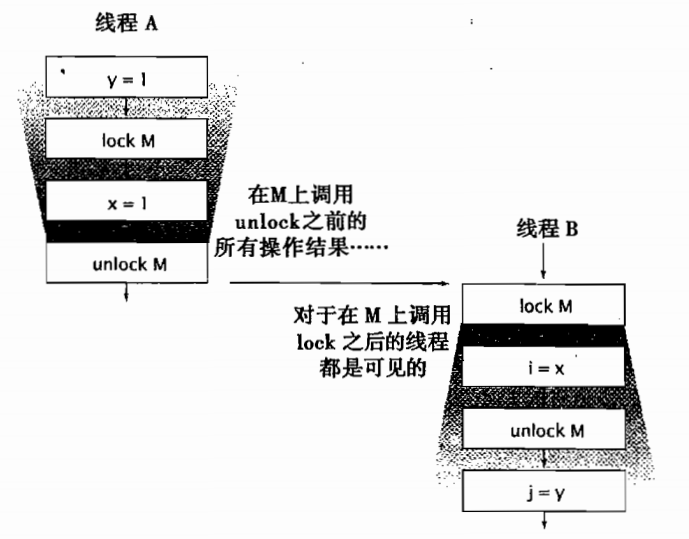 线程 A
y = 1
lock M
x = 1
unlock M
在M上调用
unlock之前的
所有操作结果……
线程 B
lock M
对于在 M 上调用
lock 之后的线程
都是可见的
i = x
unlock M
j = y